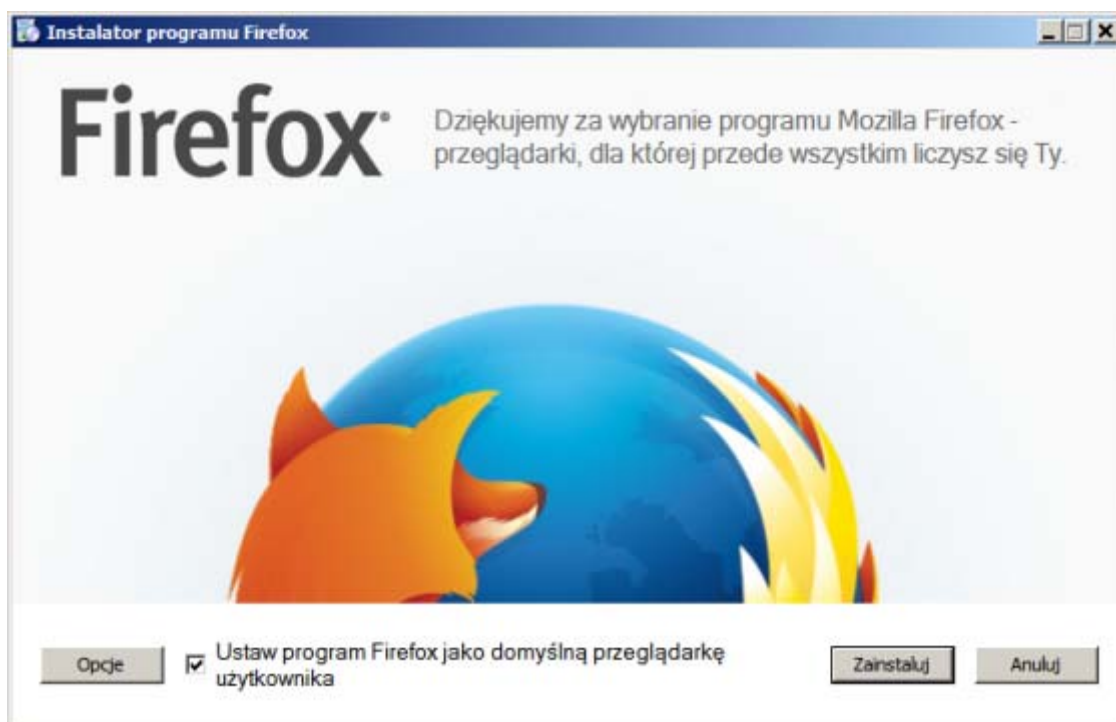 Instalator programu Firefox
Firefox®
Dziękujemy za wybranie programu Mozilla Firefox -
przeglądarki, dla której przede wszystkim liczysz się Ty.
Opcje
Ustaw program Firefox jako domyślną przeglądarkę
użytkownika
Zainstaluj
Anuluj